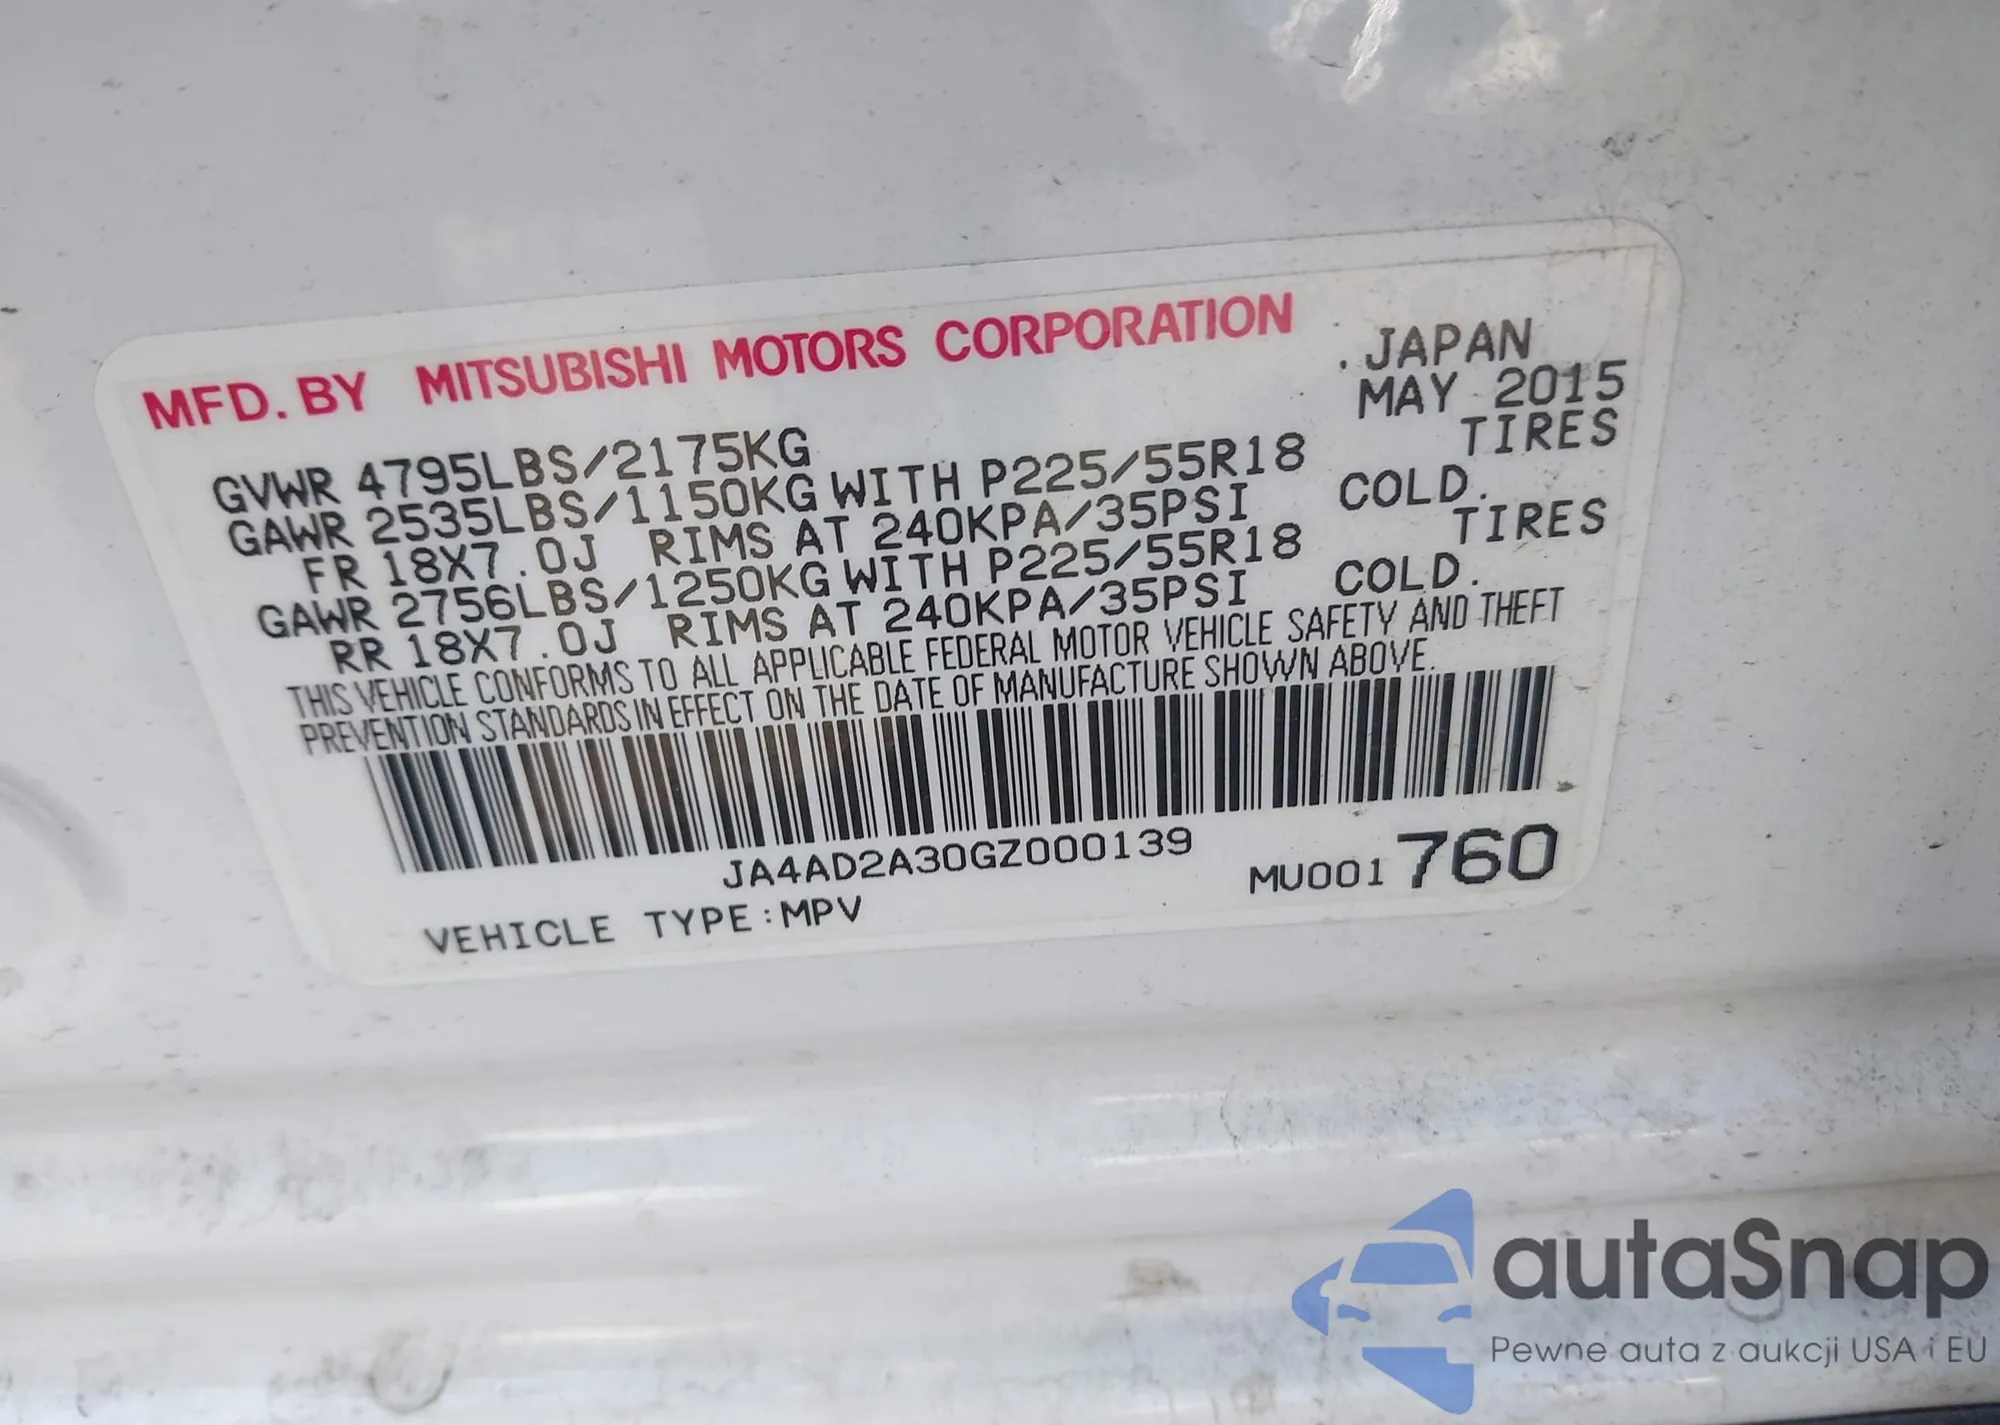 MFD. BY MITSUBISHI MOTORS CORPORATION .JAPAN
MAY 2015
GVWR 4795LBS/2175KG
GAWR 2535LBS/1150KG WITH P225/55R18 TIRES
FR 18X7.0J RIMS AT 240KPA/35PSI COLD.
GAWR 2756LBS/1250KG WITH P225/55R18 TIRES
RR 18X7.0J RIMS AT 240KPA/35PSI COLD.
THIS VEHICLE CONFORMS TO ALL APPLICABLE FEDERAL MOTOR VEHICLE SAFETY AND THEFT
PREVENTION STANDARDS IN EFFECT ON THE DATE OF MANUFACTURE SHOWN ABOVE.
JA4AD2A30GZ000139
MU001760
VEHICLE TYPE:MPV
autaSnap
Pewne auta z aukcji USA i EU